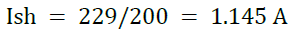 Ish = 229/200 = 1.145 A